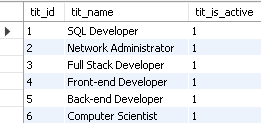 tit_id tit_name tit_is_active
1 SQL Developer 1
2 Network Administrator 1
3 Full Stack Developer 1
4 Front-end Developer 1
5 Back-end Developer 1
6 Computer Scientist 1